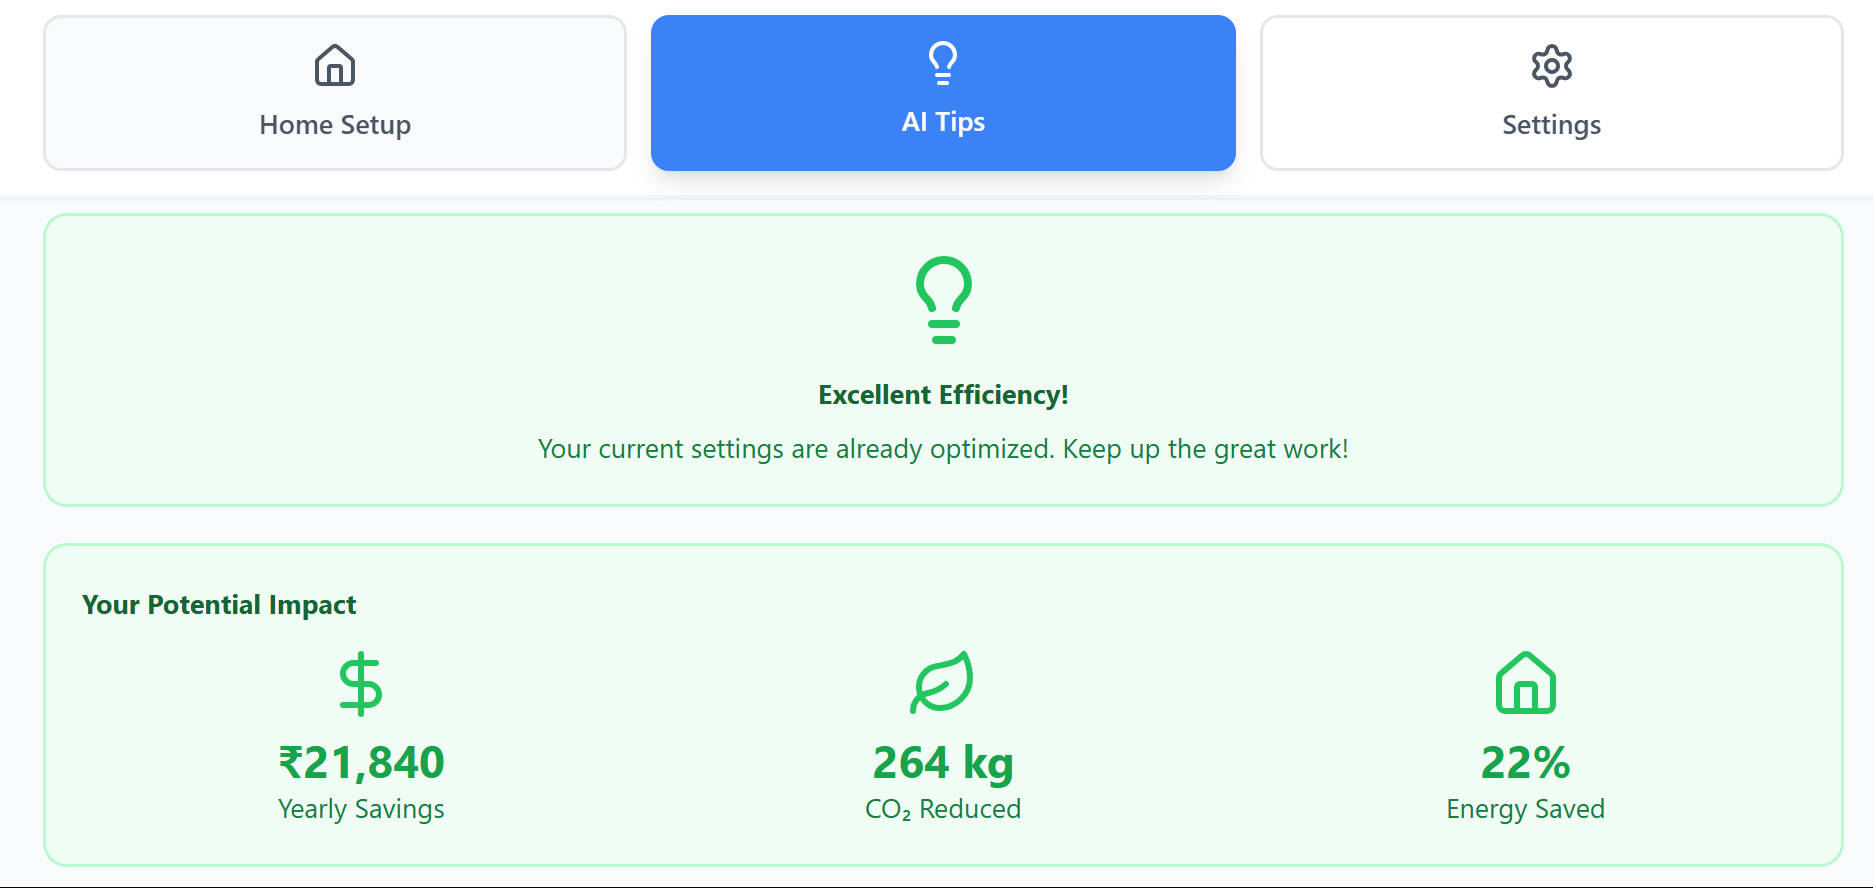 Home Setup
AI Tips
Settings
Excellent Efficiency!
Your current settings are already optimized. Keep up the great work!
Your Potential Impact
₹21,840
Yearly Savings
264 kg
CO₂ Reduced
22%
Energy Saved